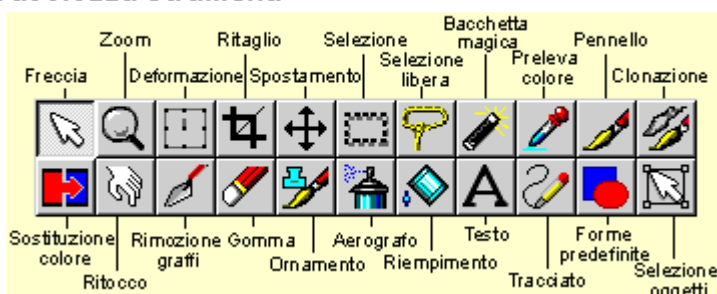 Zoom
Ritaglio
Selezione
Bacchetta
magica
Pennello
Freccia
Deformazione
Spostamento
Selezione
libera
Preleva
colore
Clonazione
A
Sostituzione
colore
Ritocco
Rimozione
graffi
Gomma
Ornamento
Aerografo
Riempimento
Testo
Tracciato
Forme
predefinite
Selezione
oggetti